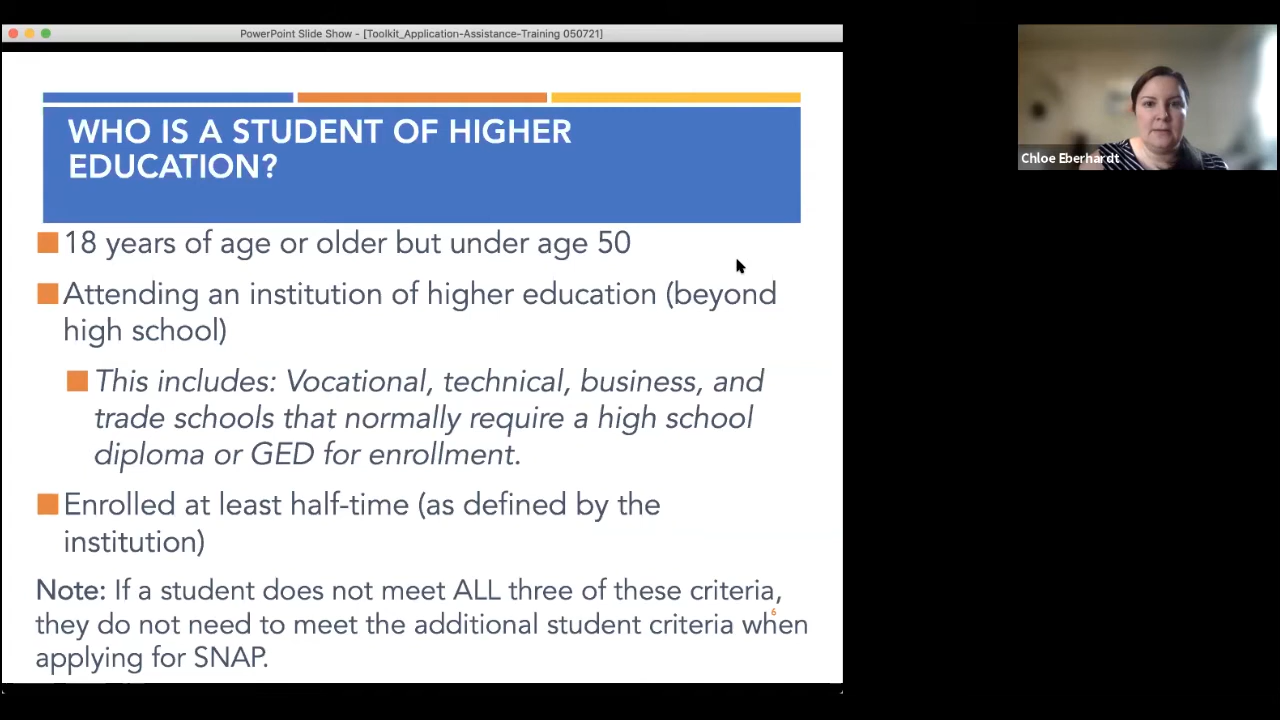 PowerPoint Slide Show - [Toolkit_Application-Assistance-Training 050721]
WHO IS A STUDENT OF HIGHER
EDUCATION?
18 years of age or older but under age 50
Attending an institution of higher education (beyond
high school)
This includes: Vocational, technical, business, and
trade schools that normally require a high school
diploma or GED for enrollment.
Enrolled at least half-time (as defined by the
institution)
Note: If a student does not meet ALL three of these criteria,
they do not need to meet the additional student criteria when
applying for SNAP.
6
Chloe Eberhardt